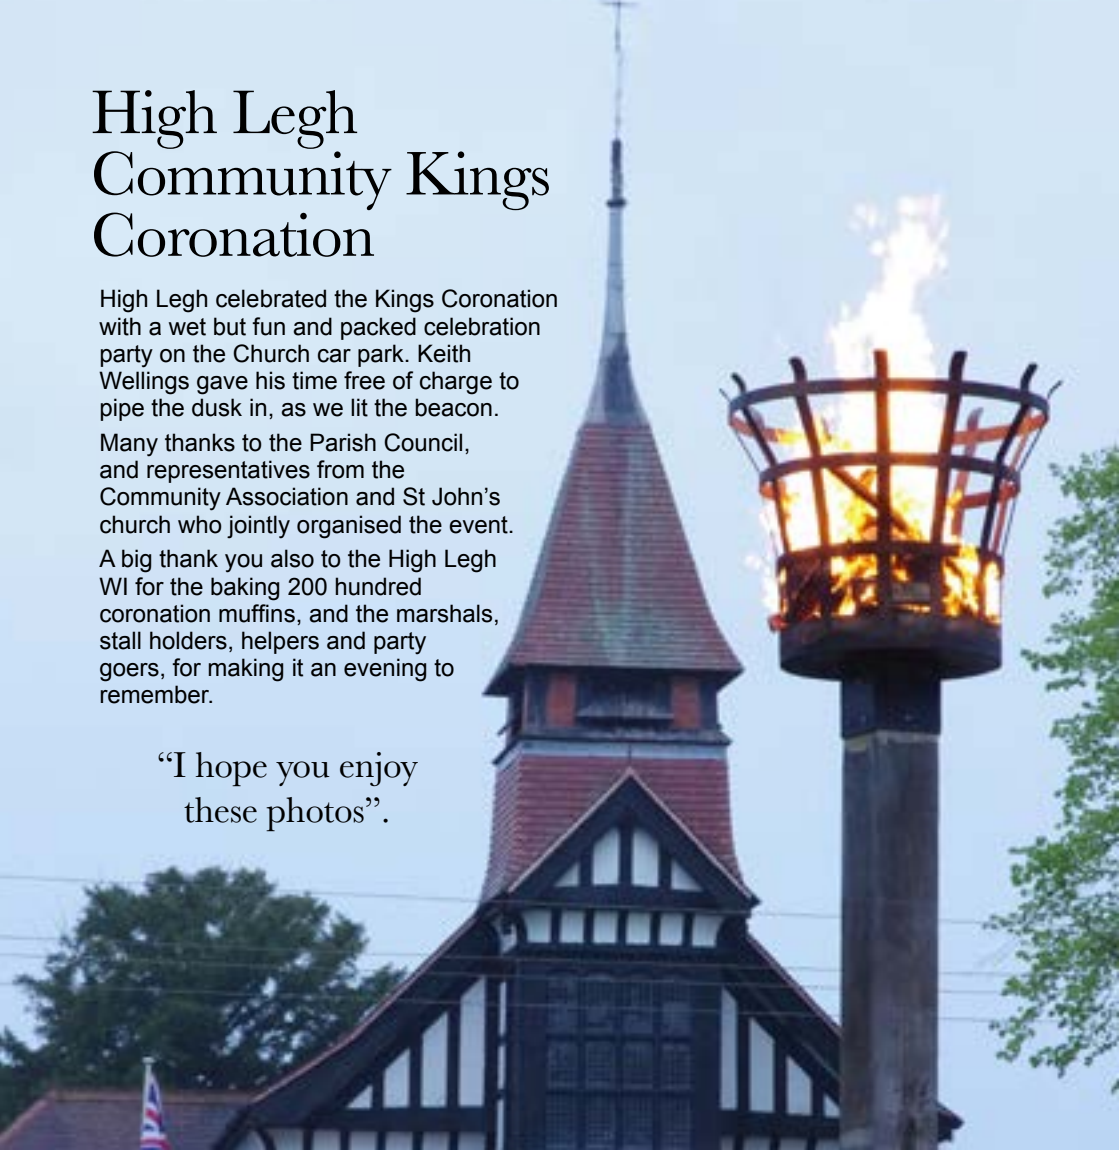 High Legh
Community Kings
Coronation
High Legh celebrated the Kings Coronation
with a wet but fun and packed celebration
party on the Church car park. Keith
Wellings gave his time free of charge to
pipe the dusk in, as we lit the beacon.
Many thanks to the Parish Council,
and representatives from the
Community Association and St John’s
church who jointly organised the event.
A big thank you also to the High Legh
WI for the baking 200 hundred
coronation muffins, and the marshals,
stall holders, helpers and party
goers, for making it an evening to
remember.
“I hope you enjoy
these photos”.